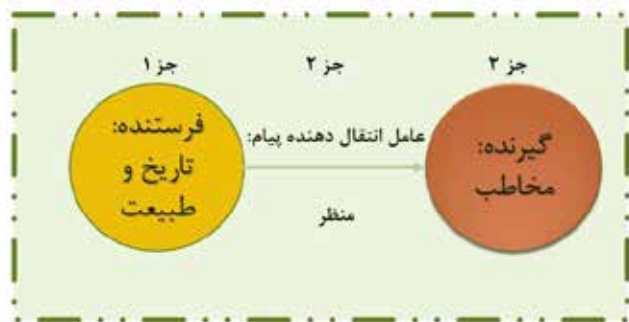 جز ۱
جز ۲
جز ۲
فرستنده:
تاریخ و
طبیعت
عامل انتقال دهنده پیام:
منظر
گیرنده:
مخاطب